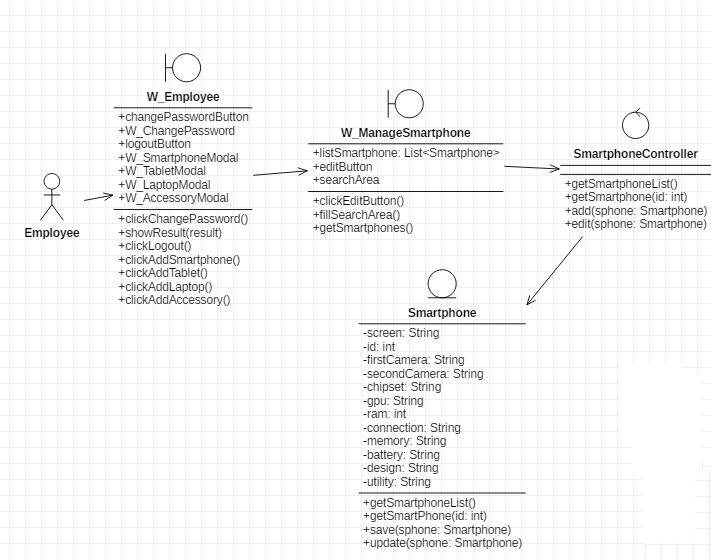 Employee
W_Employee
+changePasswordButton
+W_ChangePassword
+logoutButton
+W_SmartphoneModal
+W_TabletModal
+W_LaptopModal
+W_AccessoryModal
+clickChangePassword()
+showResult(result)
+clickLogout()
+clickAddSmartphone()
+clickAddTablet()
+clickAddLaptop()
+clickAddAccessory()
W_ManageSmartphone
+listSmartphone: List<Smartphone>
+editButton
+searchArea
+clickEditButton()
+fillSearchArea()
+getSmartphones()
SmartphoneController
+getSmartphoneList()
+getSmartphone(id: int)
+add(sphone: Smartphone)
+edit(sphone: Smartphone)
Smartphone
-screen: String
-id: int
-firstCamera: String
-secondCamera: String
-chipset: String
-gpu: String
-ram: int
-connection: String
-memory: String
-battery: String
-design: String
-utility: String
+getSmartphoneList()
+getSmartPhone(id: int)
+save(sphone: Smartphone)
+update(sphone: Smartphone)